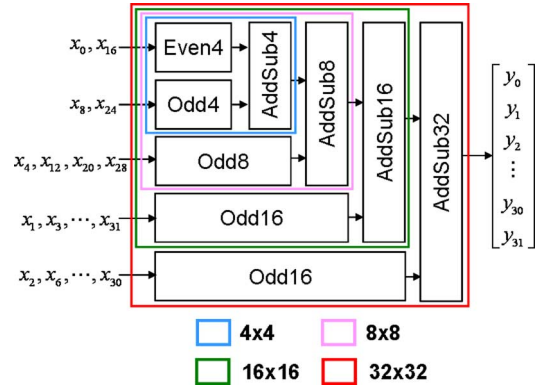 x0, x16
Even4
AddSub4
AddSub8
AddSub16
AddSub32
x8, x24
Odd4
x4, x12, x20, x28
Odd8
x1, x3, ⋯, x31
Odd16
x2, x6, ⋯, x30
Odd16
y0
y1
y2
⋮
y30
y31
4x4
8x8
16x16
32x32